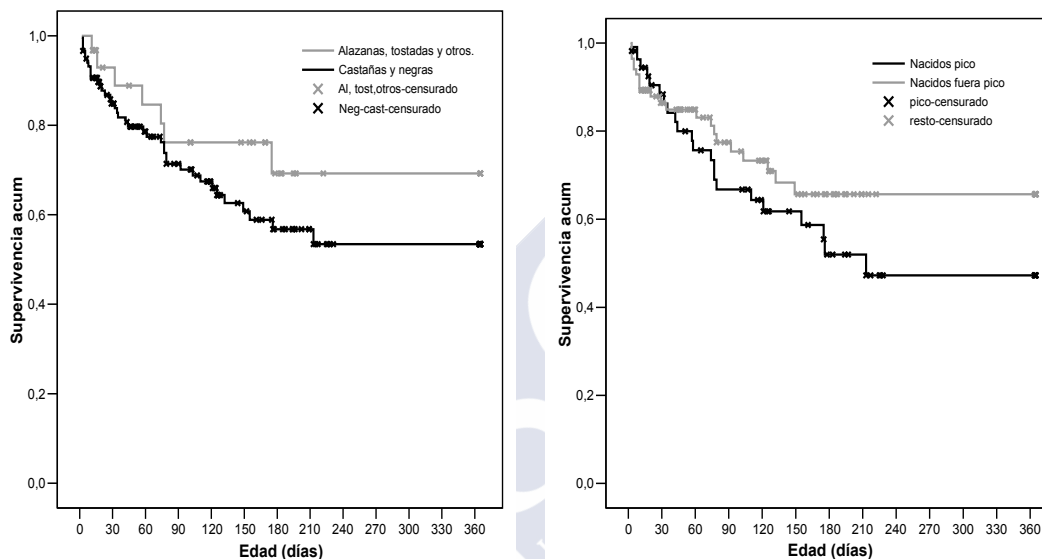 1,0
0,8
0,6
0,4
0,2
0,0
Supervivencia acum
Alazanas, tostadas y otros.
Castañas y negras
Al, tost,otros-censurado
Neg-cast-censurado
0 30 60 90 120 150 180 210 240 270 300 330 360
Edad (días)
1,0
0,8
0,6
0,4
0,2
0,0
Supervivencia acum
Nacidos pico
Nacidos fuera pico
pico-censurado
resto-censurado
0 30 60 90 120 150 180 210 240 270 300 330 360
Edad (días)